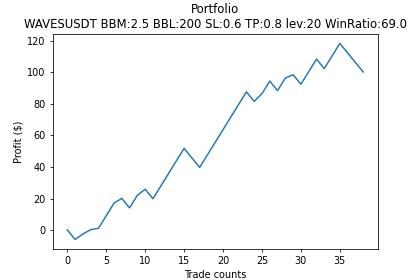 Portfolio
WAVESUSDT BBM:2.5 BBL:200 SL:0.6 TP:0.8 lev:20 WinRatio:69.0
120
100
80
60
40
20
0
Profit ($)
0 5 10 15 20 25 30 35
Trade counts